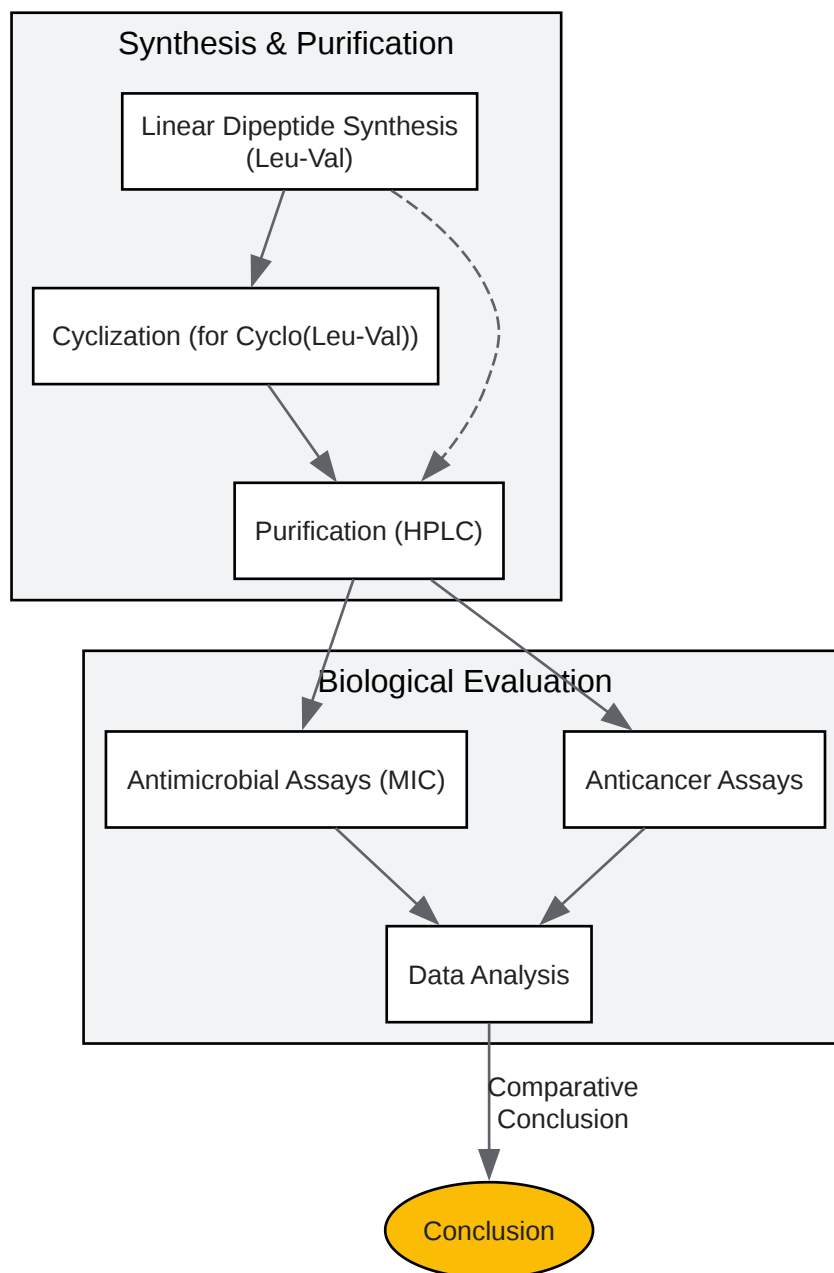 Synthesis & Purification
Linear Dipeptide Synthesis
(Leu-Val)
Cyclization (for Cyclo(Leu-Val))
Purification (HPLC)
Biological Evaluation
Antimicrobial Assays (MIC)
Anticancer Assays
Data Analysis
Comparative
Conclusion
Conclusion